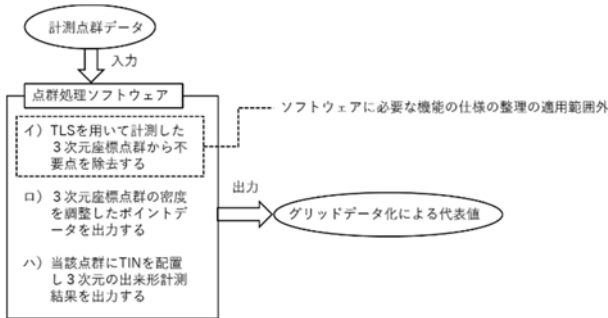 計測点群データ
入力
点群処理ソフトウェア
イ）TLSを用いて計測した
３次元座標点群から不
要点を除去する
ソフトウェアに必要な機能の仕様の整理の適用範囲外
ロ）３次元座標点群の密度
を調整したポイントデ
ータを出力する
出力
グリッドデータ化による代表値
ハ）当該点群にTINを配置
し３次元の出来形計測
結果を出力する